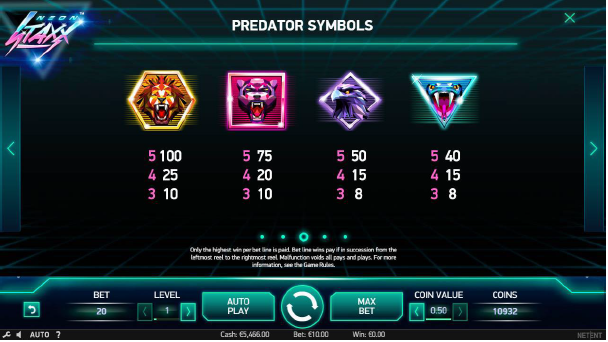 NEON
STAXX™
PREDATOR SYMBOLS
5 100
4 25
3 10
5 75
4 20
3 10
5 50
4 15
3 8
5 40
4 15
3 8
Only the highest win per bet line is paid. Bet line wins pay if in succession from the
leftmost reel to the rightmost reel. Malfunction voids all pays and plays. For more
information, see the Game Rules.
BET
20
LEVEL
1
AUTO
PLAY
MAX
BET
COIN VALUE
0.50
COINS
10932
AUTO ?
Cash: €5,466.00 Bet: €10.00 Win: €0.00
NETENT